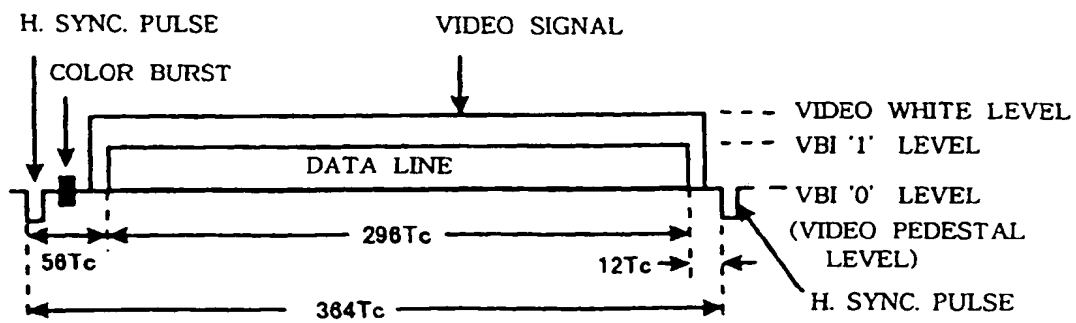 H. SYNC. PULSE
VIDEO SIGNAL
COLOR BURST
VIDEO WHITE LEVEL
VBI '1' LEVEL
DATA LINE
VBI '0' LEVEL
(VIDEO PEDESTAL
LEVEL)
56Tc
296Tc
12Tc
364Tc
H. SYNC. PULSE